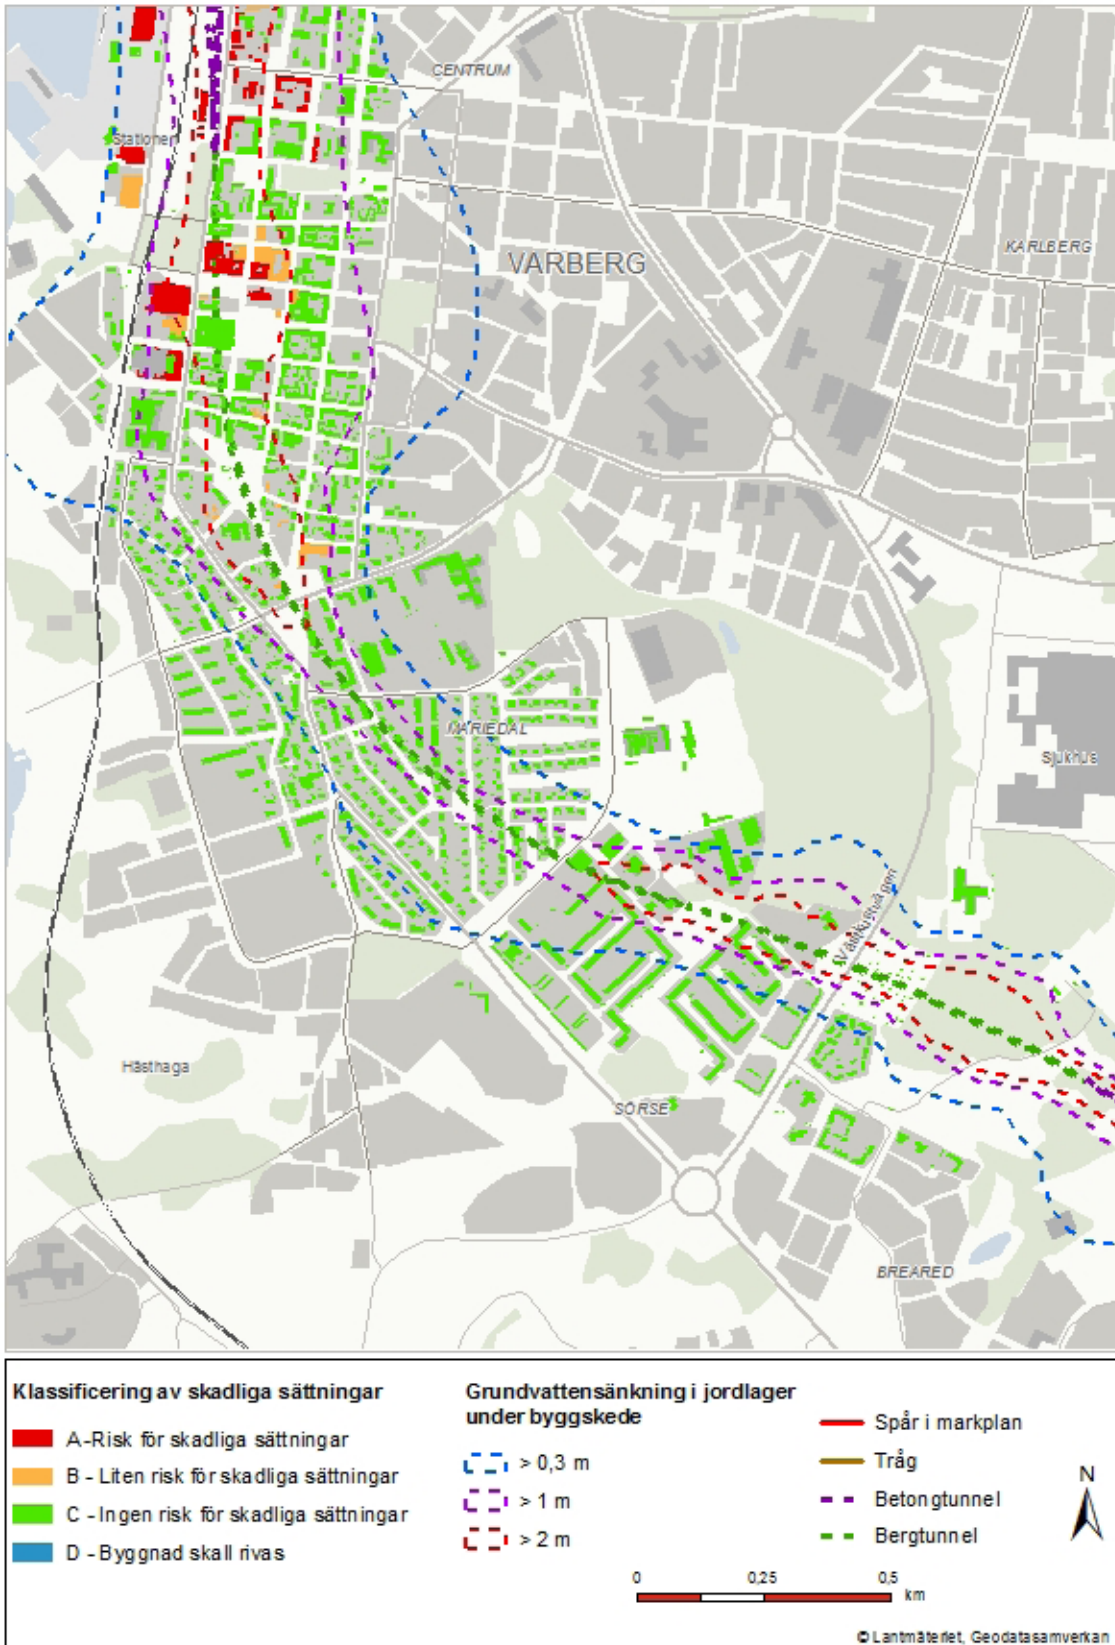 CENTRUM
Stationen
KARLBERG
VARBERG
MARIEDAL
Sjukhus
Västkustvägen
Hästhaga
SÖRSE
BREARED
Klassificering av skadliga sättningar
A-Risk för skadliga sättningar
B - Liten risk för skadliga sättningar
C - Ingen risk för skadliga sättningar
D - Byggnad skall rivas
Grundvattensänkning i jordlager
under byggskede
> 0,3 m
> 1 m
> 2 m
Spår i markplan
Tråg
Betongtunnel
Bergtunnel
N
0 0,25 0,5
km
© Lantmäteriet, Geodatasamverkan